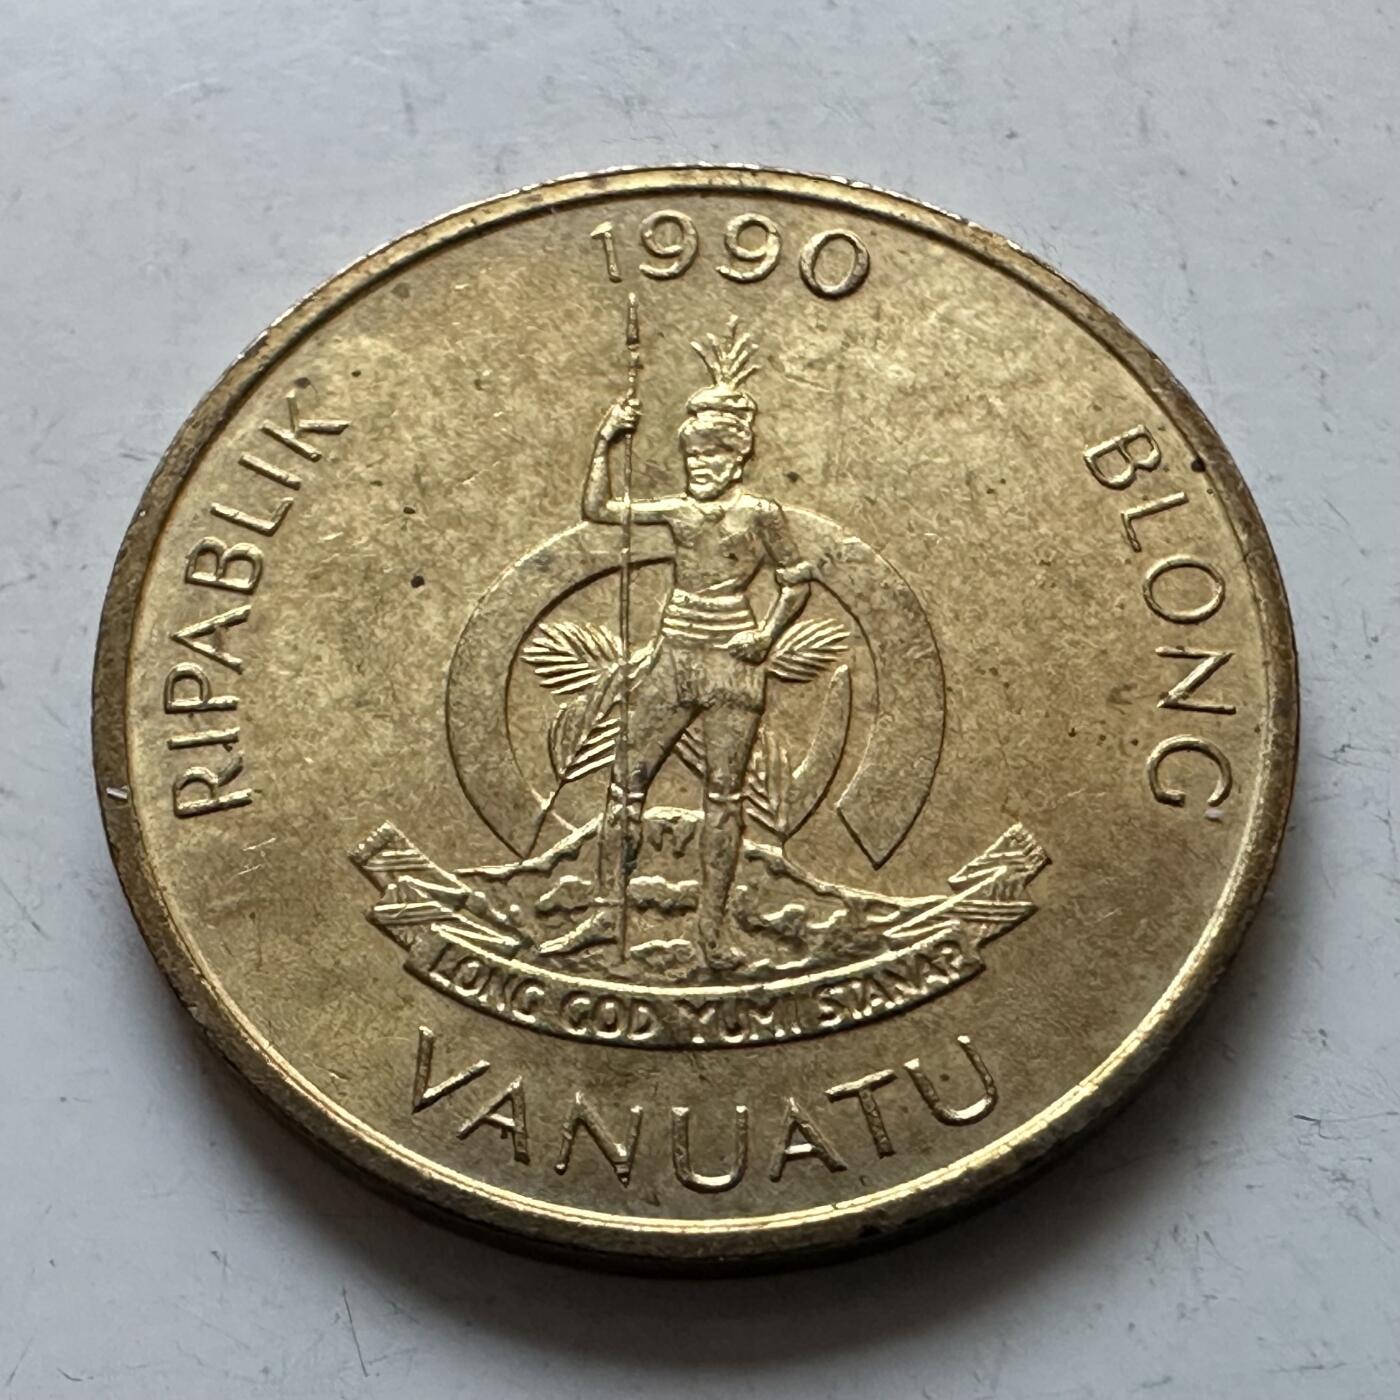 1990
RIPABLIK BLONG
LONG GOD YUMI STANAP
VANUATU